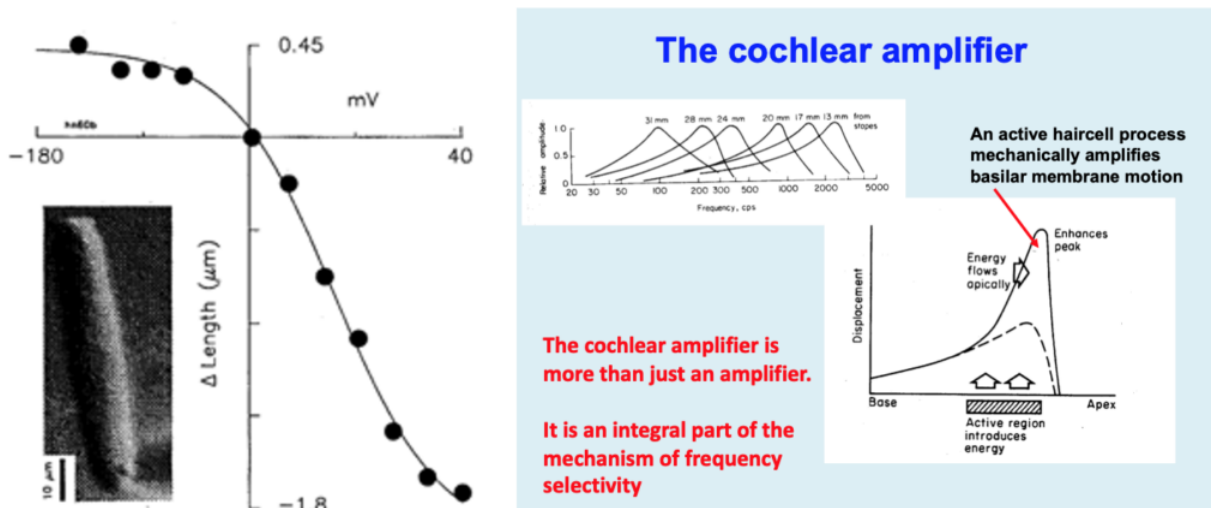 0.45
mV
-180
40
Δ Length (μm)
-1.8
10 μm
The cochlear amplifier
31 mm 28 mm 24 mm 20 mm 17 mm 13 mm from stapes
Relative amplitude
1.0
0.5
0
20 30 50 100 200 300 500 1000 2000 5000
Frequency, cps
An active haircell process
mechanically amplifies
basilar membrane motion
Enhances
peak
Energy
flows
apically
Displacement
Base
Apex
Active region
introduces
energy
The cochlear amplifier is
more than just an amplifier.
It is an integral part of the
mechanism of frequency
selectivity